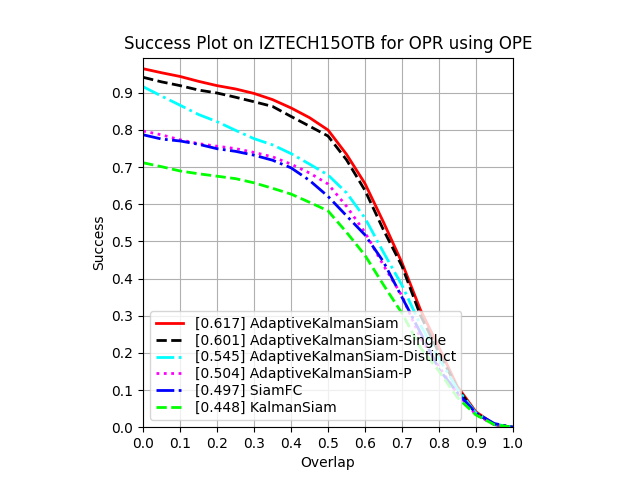 Success Plot on IZTECH15OTB for OPR using OPE
Success
0.9
0.8
0.7
0.6
0.5
0.4
0.3
0.2
0.1
0.0
[0.617] AdaptiveKalmanSiam
[0.601] AdaptiveKalmanSiam-Single
[0.545] AdaptiveKalmanSiam-Distinct
[0.504] AdaptiveKalmanSiam-P
[0.497] SiamFC
[0.448] KalmanSiam
0.0 0.1 0.2 0.3 0.4 0.5 0.6 0.7 0.8 0.9 1.0
Overlap